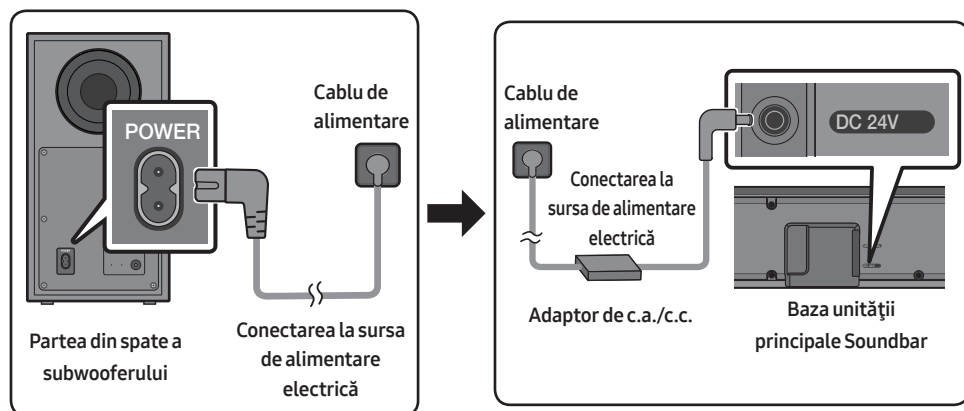 POWER
Cablu de
alimentare
Partea din spate a
subwooferului
Conectarea la sursa
de alimentare
electrică
Cablu de
alimentare
DC 24V
Conectarea la
sursa de alimentare
electrică
Adaptor de c.a./c.c.
Baza unităţii
principale Soundbar